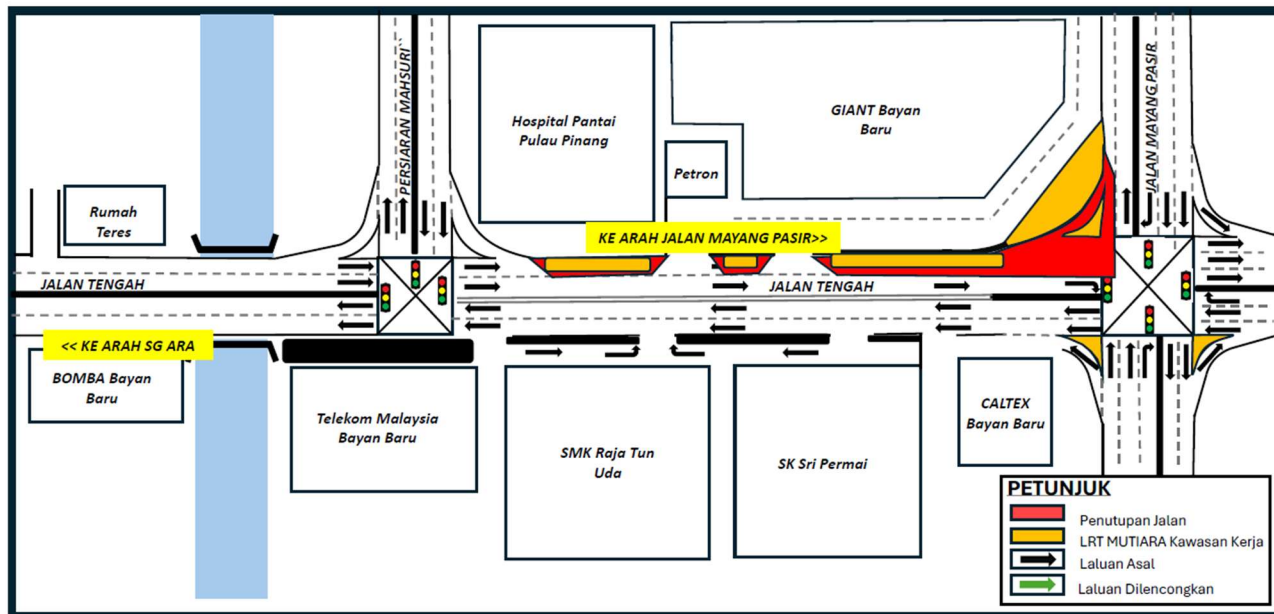 PERSIARAN MAHSURI``
JALAN MAYANG PASIR
Hospital Pantai
Pulau Pinang
GIANT Bayan
Baru
Petron
Rumah
Teres
KE ARAH JALAN MAYANG PASIR>>
JALAN TENGAH
JALAN TENGAH
<< KE ARAH SG ARA
BOMBA Bayan
Baru
Telekom Malaysia
Bayan Baru
SMK Raja Tun
Uda
SK Sri Permai
CALTEX
Bayan Baru
PETUNJUK
Penutupan Jalan
LRT MUTIARA Kawasan Kerja
Laluan Asal
Laluan Dilencongkan